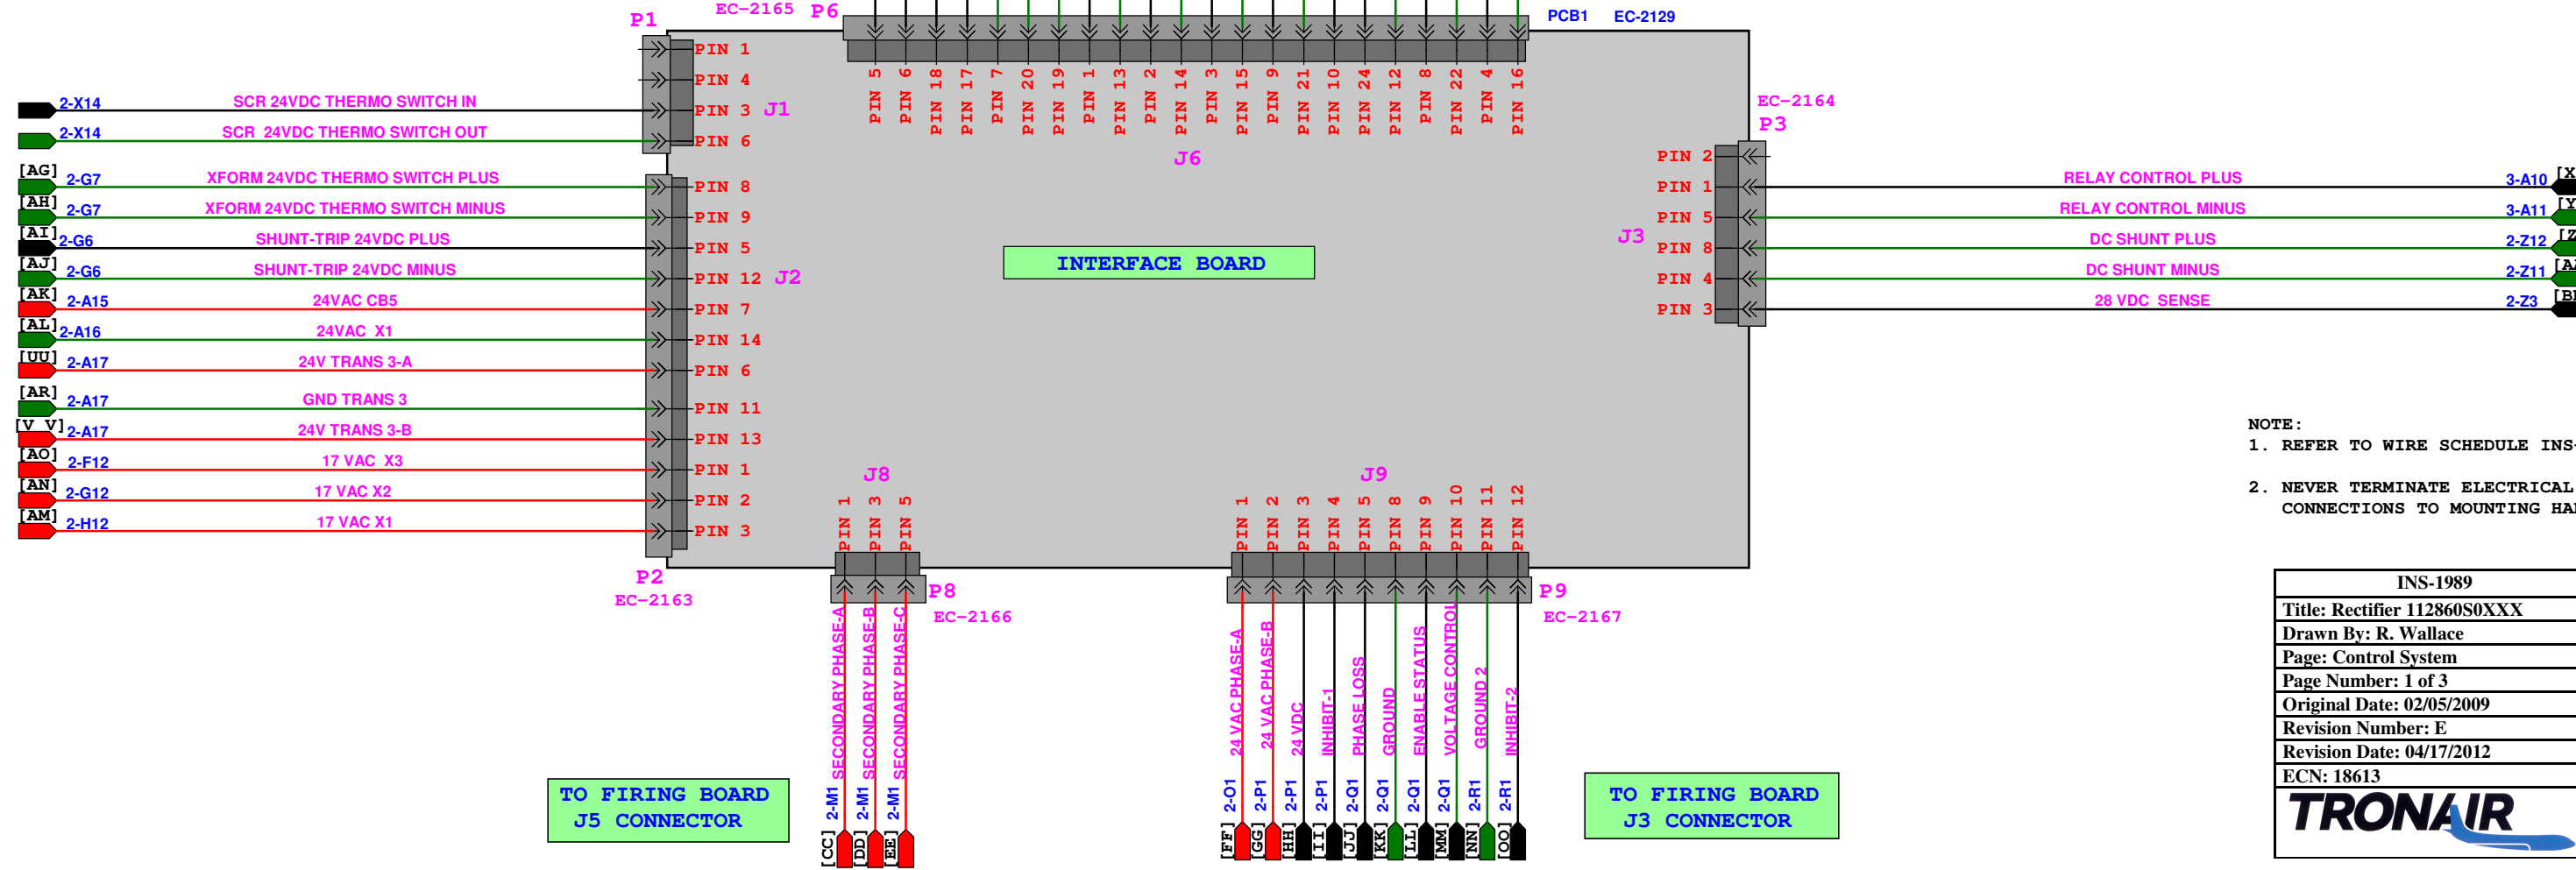 EC-2165 P6
PCB1 EC-2129
P1
PIN 1
PIN 4
2-X14 SCR 24VDC THERMO SWITCH IN PIN 3 J1
2-X14 SCR 24VDC THERMO SWITCH OUT PIN 6
[AG] 2-G7 XFORM 24VDC THERMO SWITCH PLUS PIN 8
[AH] 2-G7 XFORM 24VDC THERMO SWITCH MINUS PIN 9
[AI] 2-G6 SHUNT-TRIP 24VDC PLUS PIN 5
[AJ] 2-G6 SHUNT-TRIP 24VDC MINUS PIN 12 J2
[AK] 2-A15 24VAC CB5 PIN 7
[AL] 2-A16 24VAC X1 PIN 14
[UU] 2-A17 24V TRANS 3-A PIN 6
[AR] 2-A17 GND TRANS 3 PIN 11
[V V] 2-A17 24V TRANS 3-B PIN 13
[AO] 2-F12 17 VAC X3 PIN 1
[AN] 2-G12 17 VAC X2 PIN 2
[AM] 2-H12 17 VAC X1 PIN 3
P2
EC-2163
PIN 5
PIN 6
PIN 18
PIN 17
PIN 7
PIN 20
PIN 19
PIN 1
PIN 13
PIN 2
PIN 14
PIN 3
PIN 15
PIN 9
PIN 21
PIN 10
PIN 24
PIN 12
PIN 8
PIN 22
PIN 4
PIN 16
J6
INTERFACE BOARD
EC-2164
P3
PIN 2
PIN 1 RELAY CONTROL PLUS 3-A10
PIN 5 RELAY CONTROL MINUS 3-A11
J3
PIN 8 DC SHUNT PLUS 2-Z12
PIN 4 DC SHUNT MINUS 2-Z11
PIN 3 28 VDC SENSE 2-Z3
J8
PIN 1
PIN 3
PIN 5
P8
EC-2166
[CC] 2-M1 SECONDARY PHASE-A
[DD] 2-M1 SECONDARY PHASE-B
[EE] 2-M1 SECONDARY PHASE-C
TO FIRING BOARD
J5 CONNECTOR
J9
PIN 1
PIN 2
PIN 3
PIN 4
PIN 5
PIN 8
PIN 9
PIN 10
PIN 11
PIN 12
P9
EC-2167
[FF] 2-O1 24 VAC PHASE-A
[GG] 2-P1 24 VAC PHASE-B
[HH] 2-P1 24 VDC
[II] 2-P1 INHIBIT-1
[JJ] 2-Q1 PHASE LOSS
[KK] 2-Q1 GROUND
[LL] 2-Q1 ENABLE STATUS
[MM] 2-Q1 VOLTAGE CONTROL
[NN] 2-R1 GROUND 2
[OO] 2-R1 INHIBIT-2
TO FIRING BOARD
J3 CONNECTOR
NOTE:
1. REFER TO WIRE SCHEDULE INS-
2. NEVER TERMINATE ELECTRICAL
CONNECTIONS TO MOUNTING
INS-1989
Title: Rectifier 112860S0XXX
Drawn By: R. Wallace
Page: Control System
Page Number: 1 of 3
Original Date: 02/05/2009
Revision Number: E
Revision Date: 04/17/2012
ECN: 18613
TRONAIR